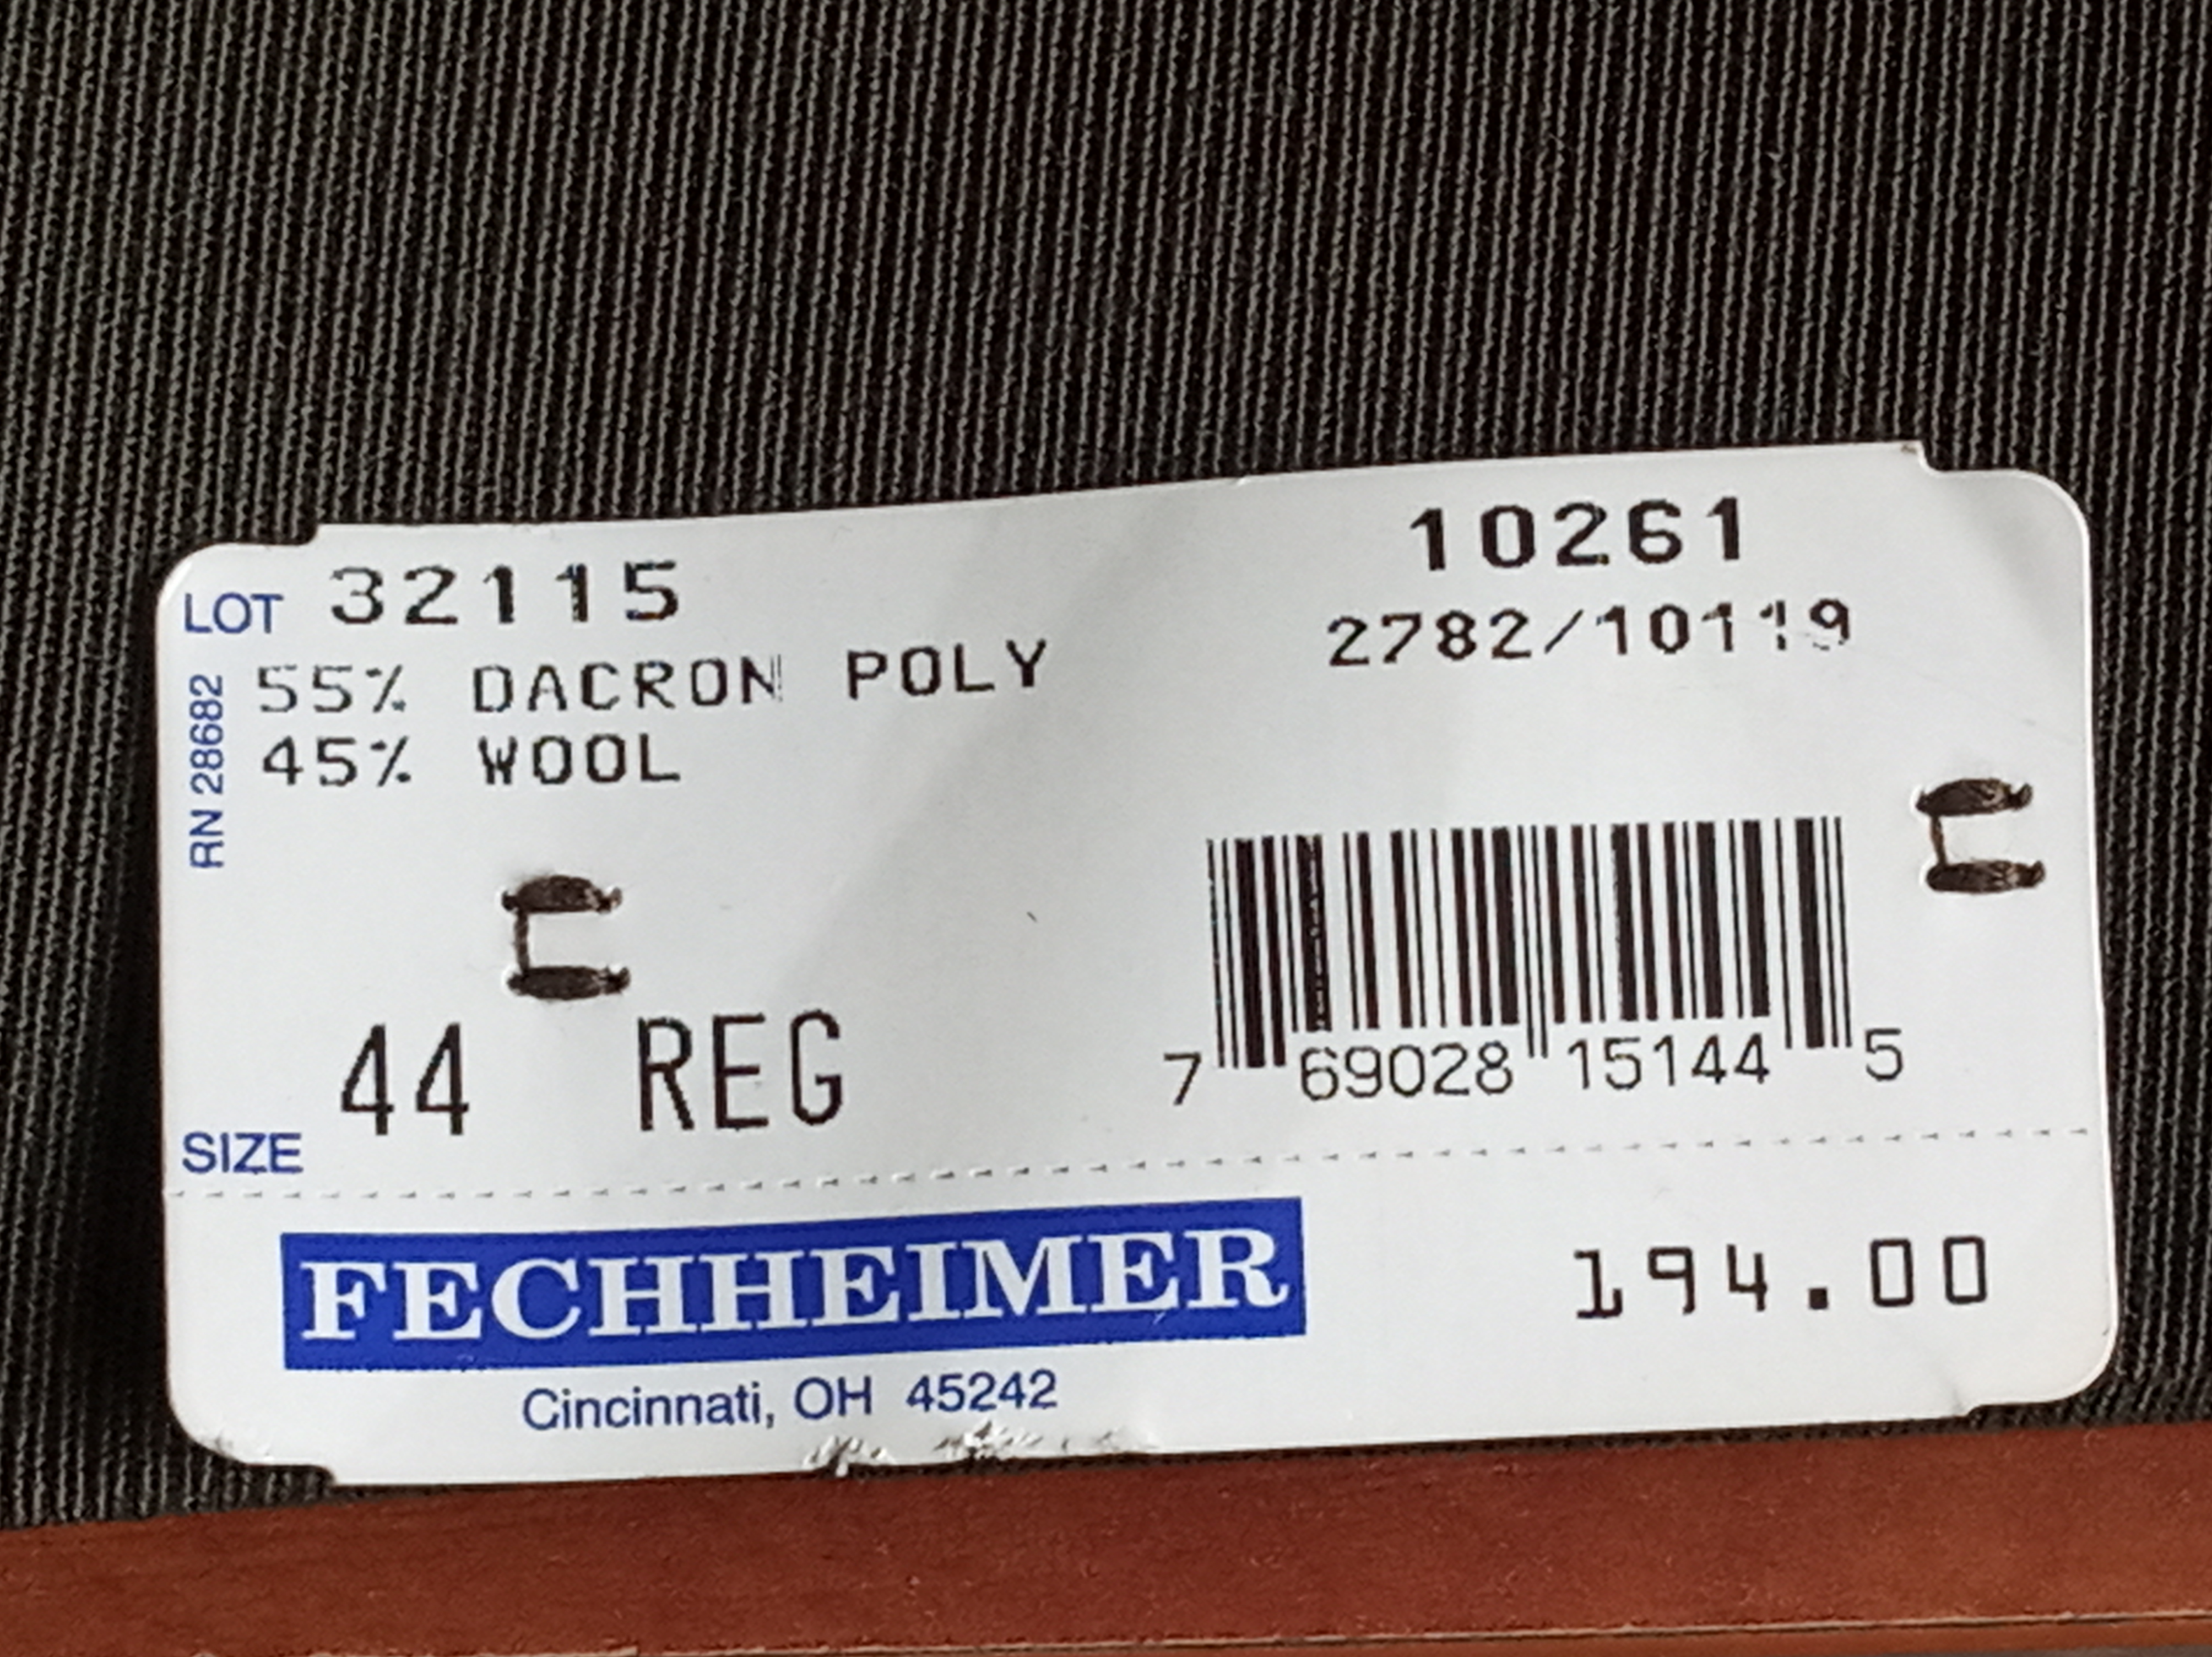 LOT 32115
10261
2782/10119
RN 28682
55% DACRON POLY
45% WOOL
7 69028 15144 5
SIZE 44 REG
FECHHEIMER
194.00
Cincinnati, OH 45242